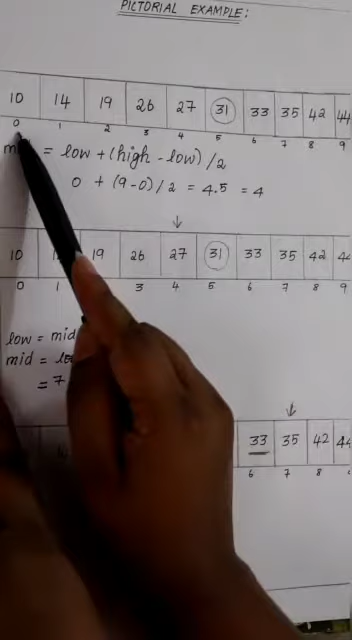 PICTORIAL EXAMPLE:
10 14 19 26 27 31 33 35 42 44
0 1 2 3 4 5 6 7 8 9
= low + (high - low) / 2
0 + (9-0) / 2 = 4.5 = 4
10 19 26 27 31 33 35 42
0 1 3 4 5 6 7 8 9
low = mid
mid =
= 7
33 35 42 44
6 7 8